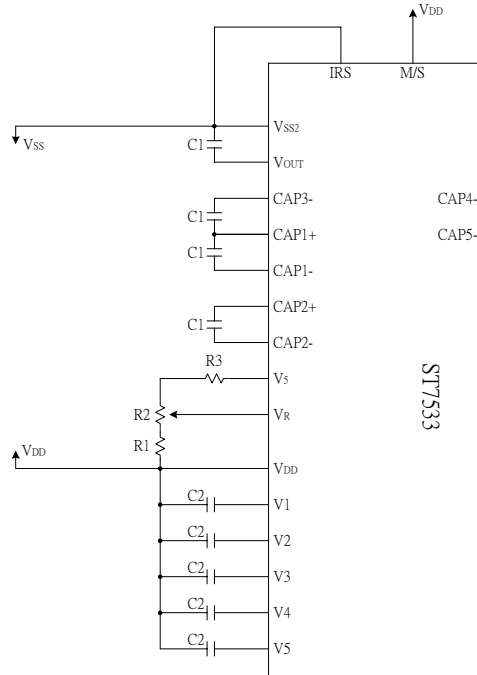 VDD
IRS M/S
VSS2
VSS
C1
VOUT
CAP3- CAP4-
C1
CAP1+ CAP5-
C1
CAP1-
CAP2+
C1
CAP2-
R3
V5
ST7533
R2 VR
R1
VDD
VDD
C2 V1
C2 V2
C2 V3
C2 V4
C2 V5